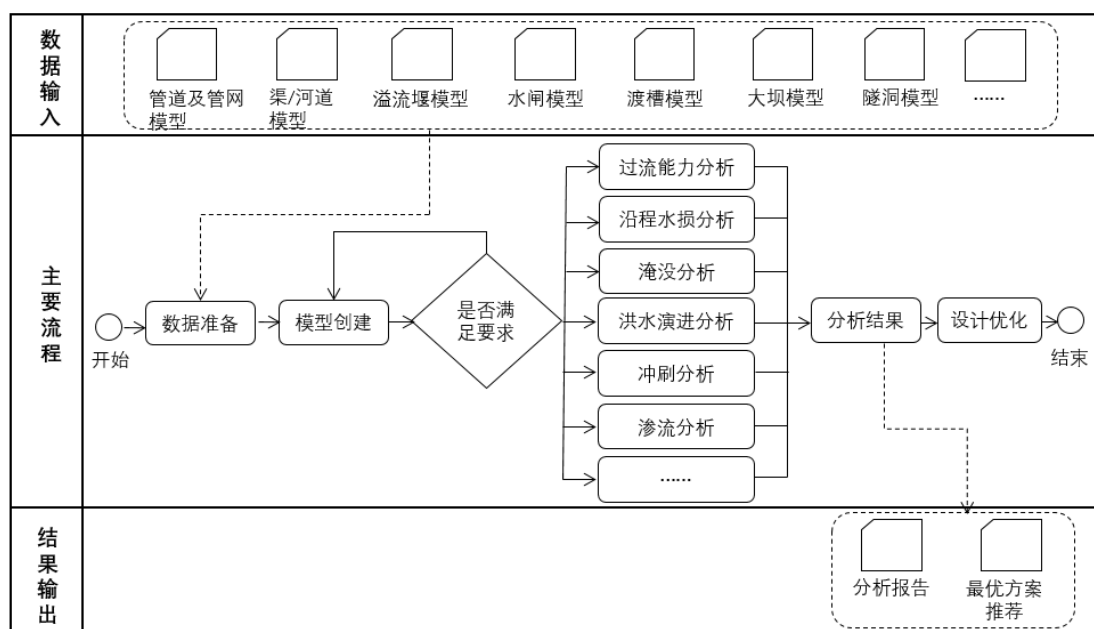 数据输入
管道及管网
模型
渠/河道
模型
溢流堰模型
水闸模型
渡槽模型
大坝模型
隧洞模型
……
主要流程
开始
数据准备
模型创建
是否满
足要求
过流能力分析
沿程水损分析
淹没分析
洪水演进分析
冲刷分析
渗流分析
……
分析结果
设计优化
结束
结果输出
分析报告
最优方案
推荐